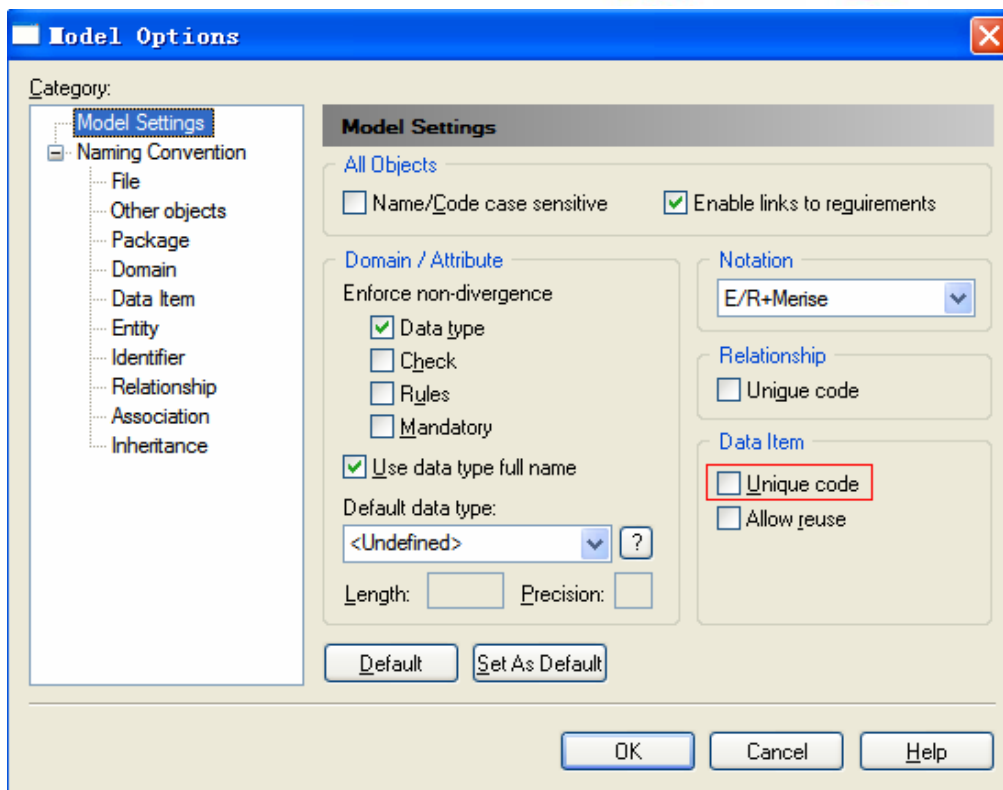 Model Options
Category:
Model Settings
Naming Convention
File
Other objects
Package
Domain
Data Item
Entity
Identifier
Relationship
Association
Inheritance
Model Settings
All Objects
Name/Code case sensitive
Enable links to requirements
Domain / Attribute
Enforce non-divergence
Data type
Check
Rules
Mandatory
Use data type full name
Default data type:
<Undefined>
?
Length:
Precision:
Notation
E/R+Merise
Relationship
Unique code
Data Item
Unique code
Allow reuse
Default
Set As Default
OK
Cancel
Help